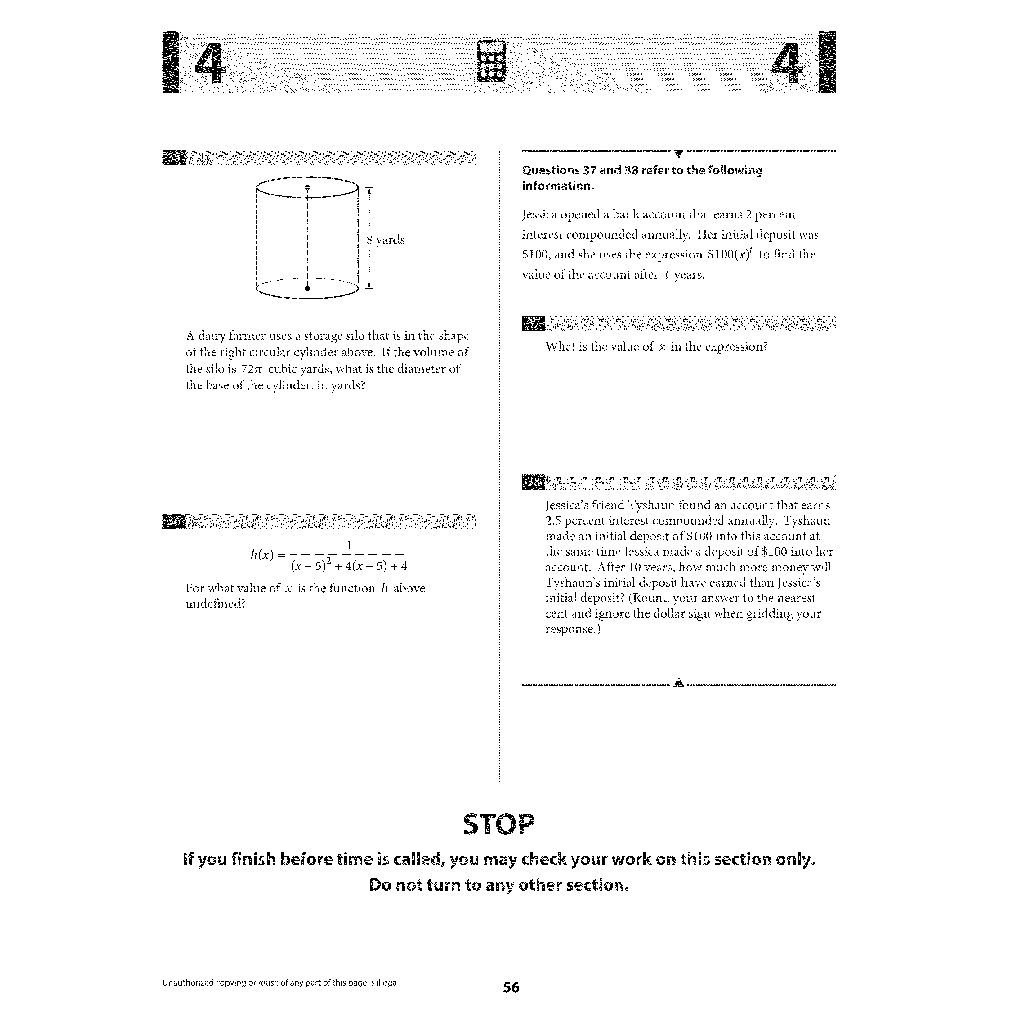 4 4
8 yards
A dairy farmer uses a storage silo that is in the shape
of the right circular cylinder above. If the volume of
the silo is 72π cubic yards, what is the diameter of
the base of the cylinder, in yards?
h(x) = 1 / (x − 5)² + 4(x − 5) + 4
For what value of x is the function h above
undefined?
Questions 37 and 38 refer to the following
information.
Jessica opened a bank account that earns 2 percent
interest compounded annually. Her initial deposit was
$100, and she uses the expression $100(x)ᵗ to find the
value of the account after t years.
What is the value of x in the expression?
Jessica's friend Tyshaun found an account that earns
2.5 percent interest compounded annually. Tyshaun
made an initial deposit of $100 into this account at
the same time Jessica made a deposit of $100 into her
account. After 10 years, how much more money will
Tyshaun's initial deposit have earned than Jessica's
initial deposit? (Round your answer to the nearest
cent and ignore the dollar sign when gridding your
response.)
STOP
If you finish before time is called, you may check your work on this section only.
Do not turn to any other section.
Unauthorized copying or reuse of any part of this page is illegal.
56